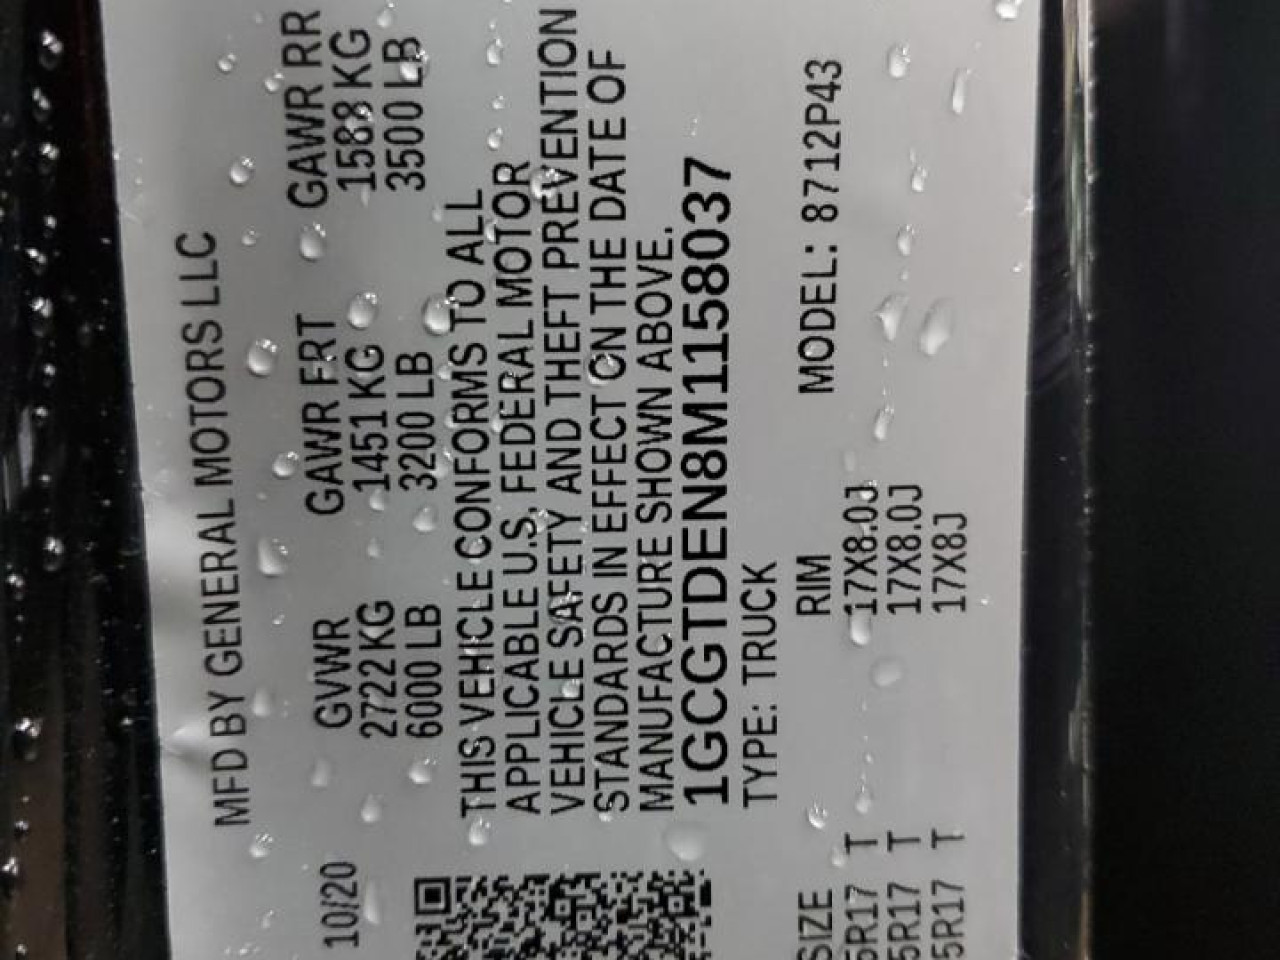 MFD BY GENERAL MOTORS LLC
10/20 GVWR GAWR FRT GAWR RR
2722 KG 1451 KG 1588 KG
6000 LB 3200 LB 3500 LB
THIS VEHICLE CONFORMS TO ALL
APPLICABLE U.S. FEDERAL MOTOR
VEHICLE SAFETY AND THEFT PREVENTION
STANDARDS IN EFFECT ON THE DATE OF
MANUFACTURE SHOWN ABOVE.
1GCGTDEN8M1158037
TYPE: TRUCK
SIZE RIM MODEL: 8712P43
5R17 T 17X8.0J
5R17 T 17X8.0J
5R17 T 17X8J